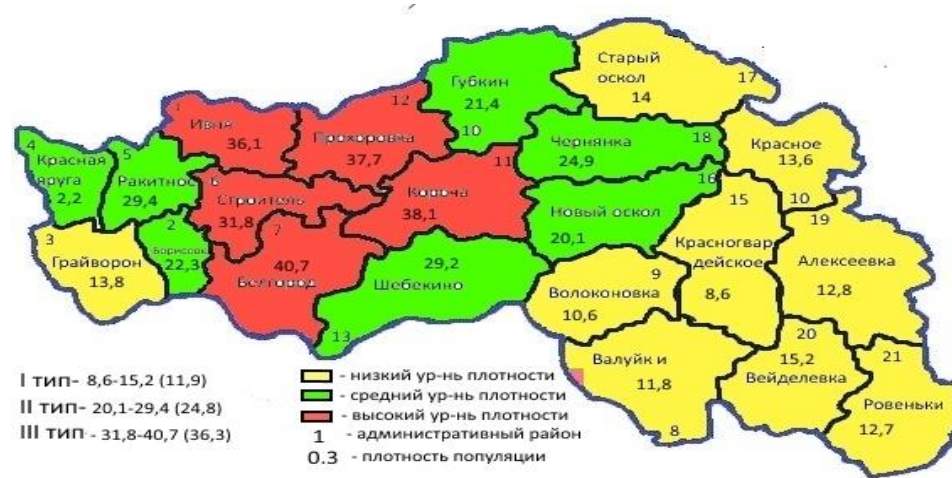 Губкин
21,4
10
Старый
оскол
14
17
Ивня
36,1
12
Прохоровча
37,7
Чернянка
24,9
18
Красное
13,6
10
4
Красная
яруга
2,2
5
Ракитное
29,4
6
Строитель
31,8
11
Короча
38,1
16
Новый оскол
20,1
15
Красногвар
дейское
8,6
19
Алексеевка
12,8
3
Грайворон
13,8
2
Борисовка
22,3
7
40,7
Белгород
29,2
Шебекино
13
9
Волоконовка
10,6
Валуйк и
11,8
8
20
15,2
Вейделевка
21
Ровеньки
12,7
I тип- 8,6-15,2 (11,9)
II тип- 20,1-29,4 (24,8)
III тип - 31,8-40,7 (36,3)
- низкий ур-нь плотности
- средний ур-нь плотности
- высокий ур-нь плотности
1 - административный район
0.3 - плотность популяции